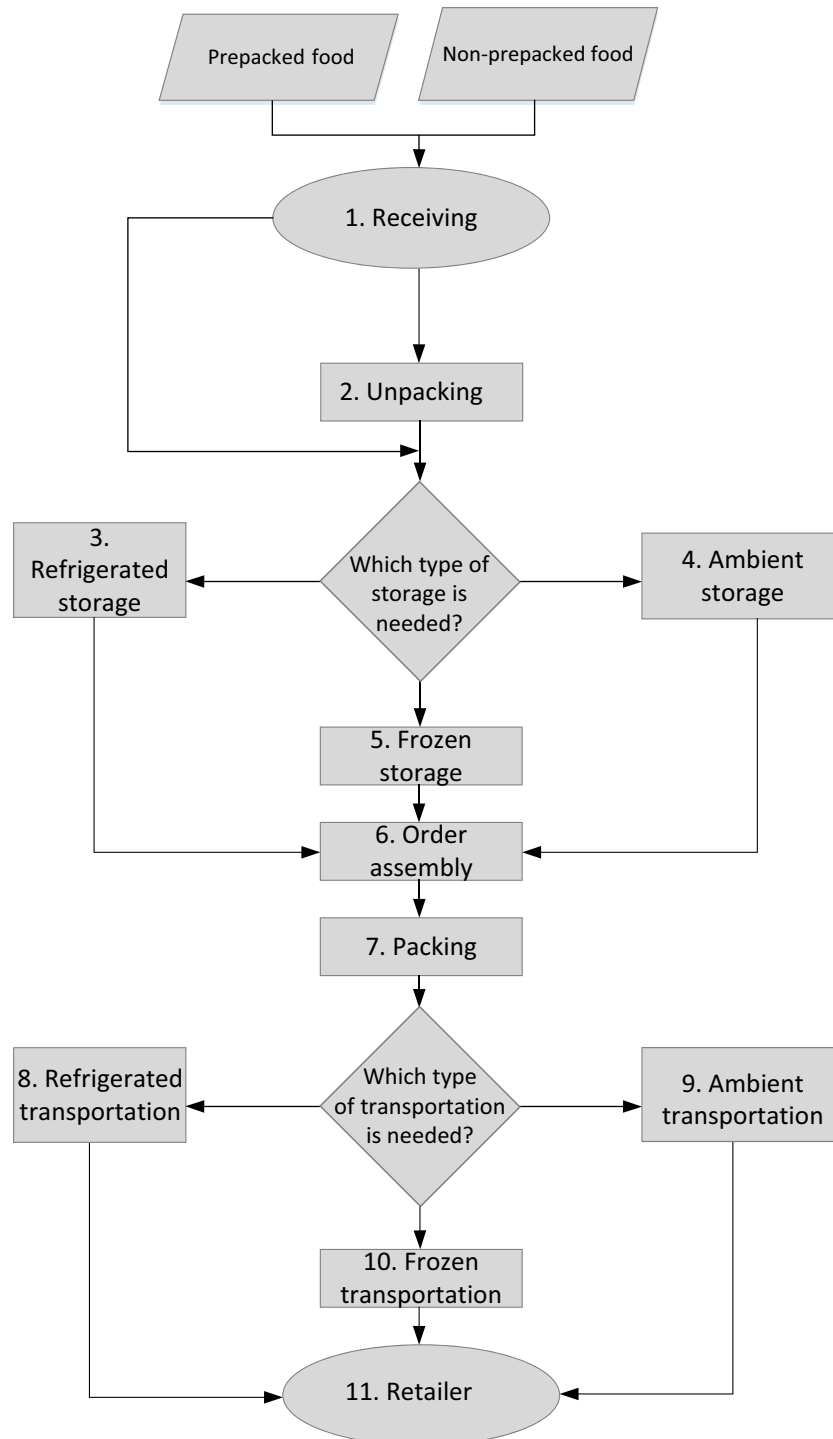 Prepacked food
Non-prepacked food
1. Receiving
2. Unpacking
3.
Refrigerated
storage
Which type of
storage is
needed?
4. Ambient
storage
5. Frozen
storage
6. Order
assembly
7. Packing
8. Refrigerated
transportation
Which type
of transportation
is needed?
9. Ambient
transportation
10. Frozen
transportation
11. Retailer